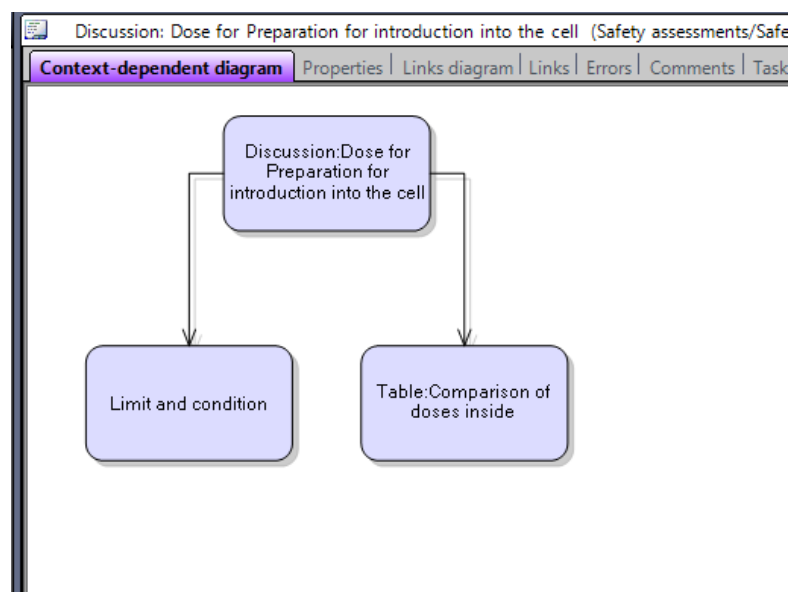 Discussion: Dose for Preparation for introduction into the cell (Safety assessments/Safe
Context-dependent diagram Properties Links diagram Links Errors Comments Task
Discussion:Dose for
Preparation for
introduction into the cell
Limit and condition
Table:Comparison of
doses inside